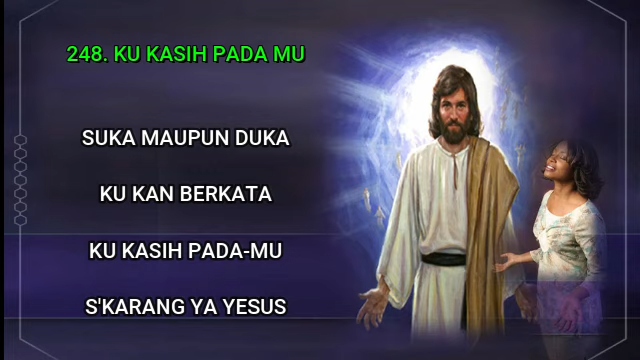 248. KU KASIH PADA MU
SUKA MAUPUN DUKA
KU KAN BERKATA
KU KASIH PADA-MU
S'KARANG YA YESUS